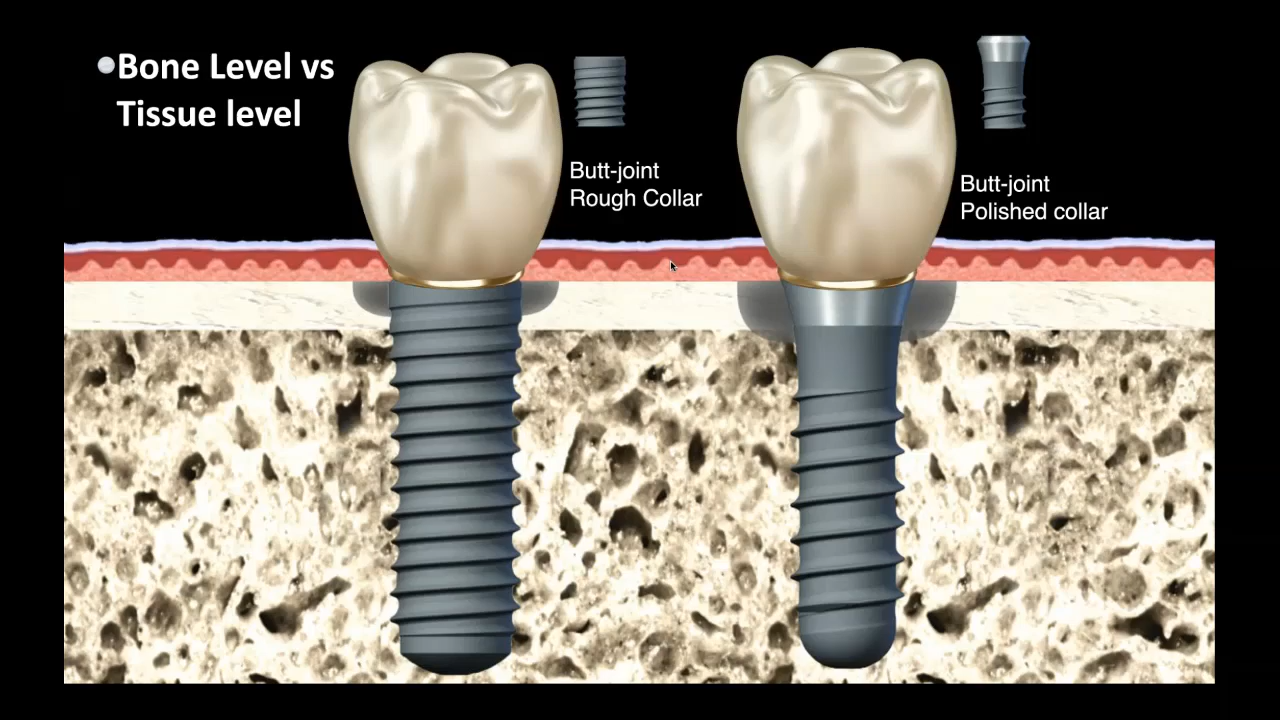 Bone Level vs
Tissue level
Butt-joint
Rough Collar
Butt-joint
Polished collar